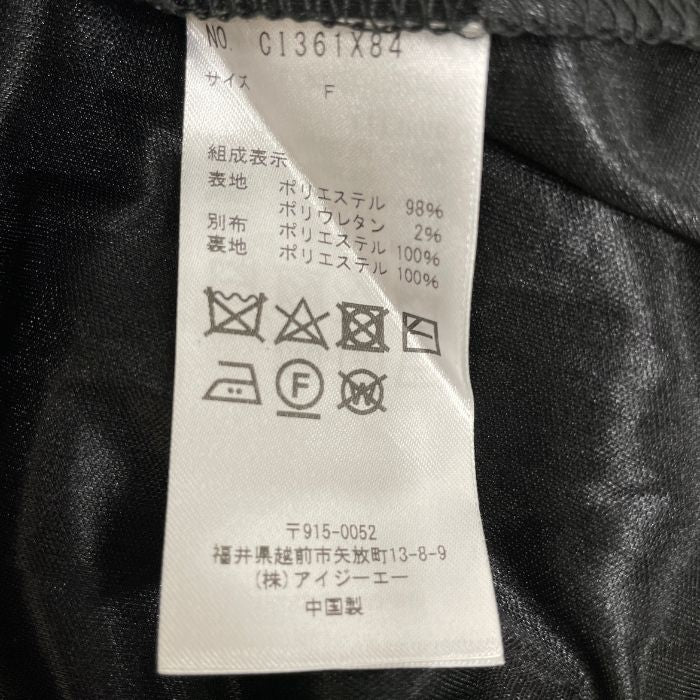 NO. CI361X84
サイズ F
組成表示
表地 ポリエステル 98%
ポリウレタン 2%
別布 ポリエステル 100%
裏地 ポリエステル 100%
F
W
〒915-0052
福井県越前市矢放町13-8-9
(株)アイジーエー
中国製